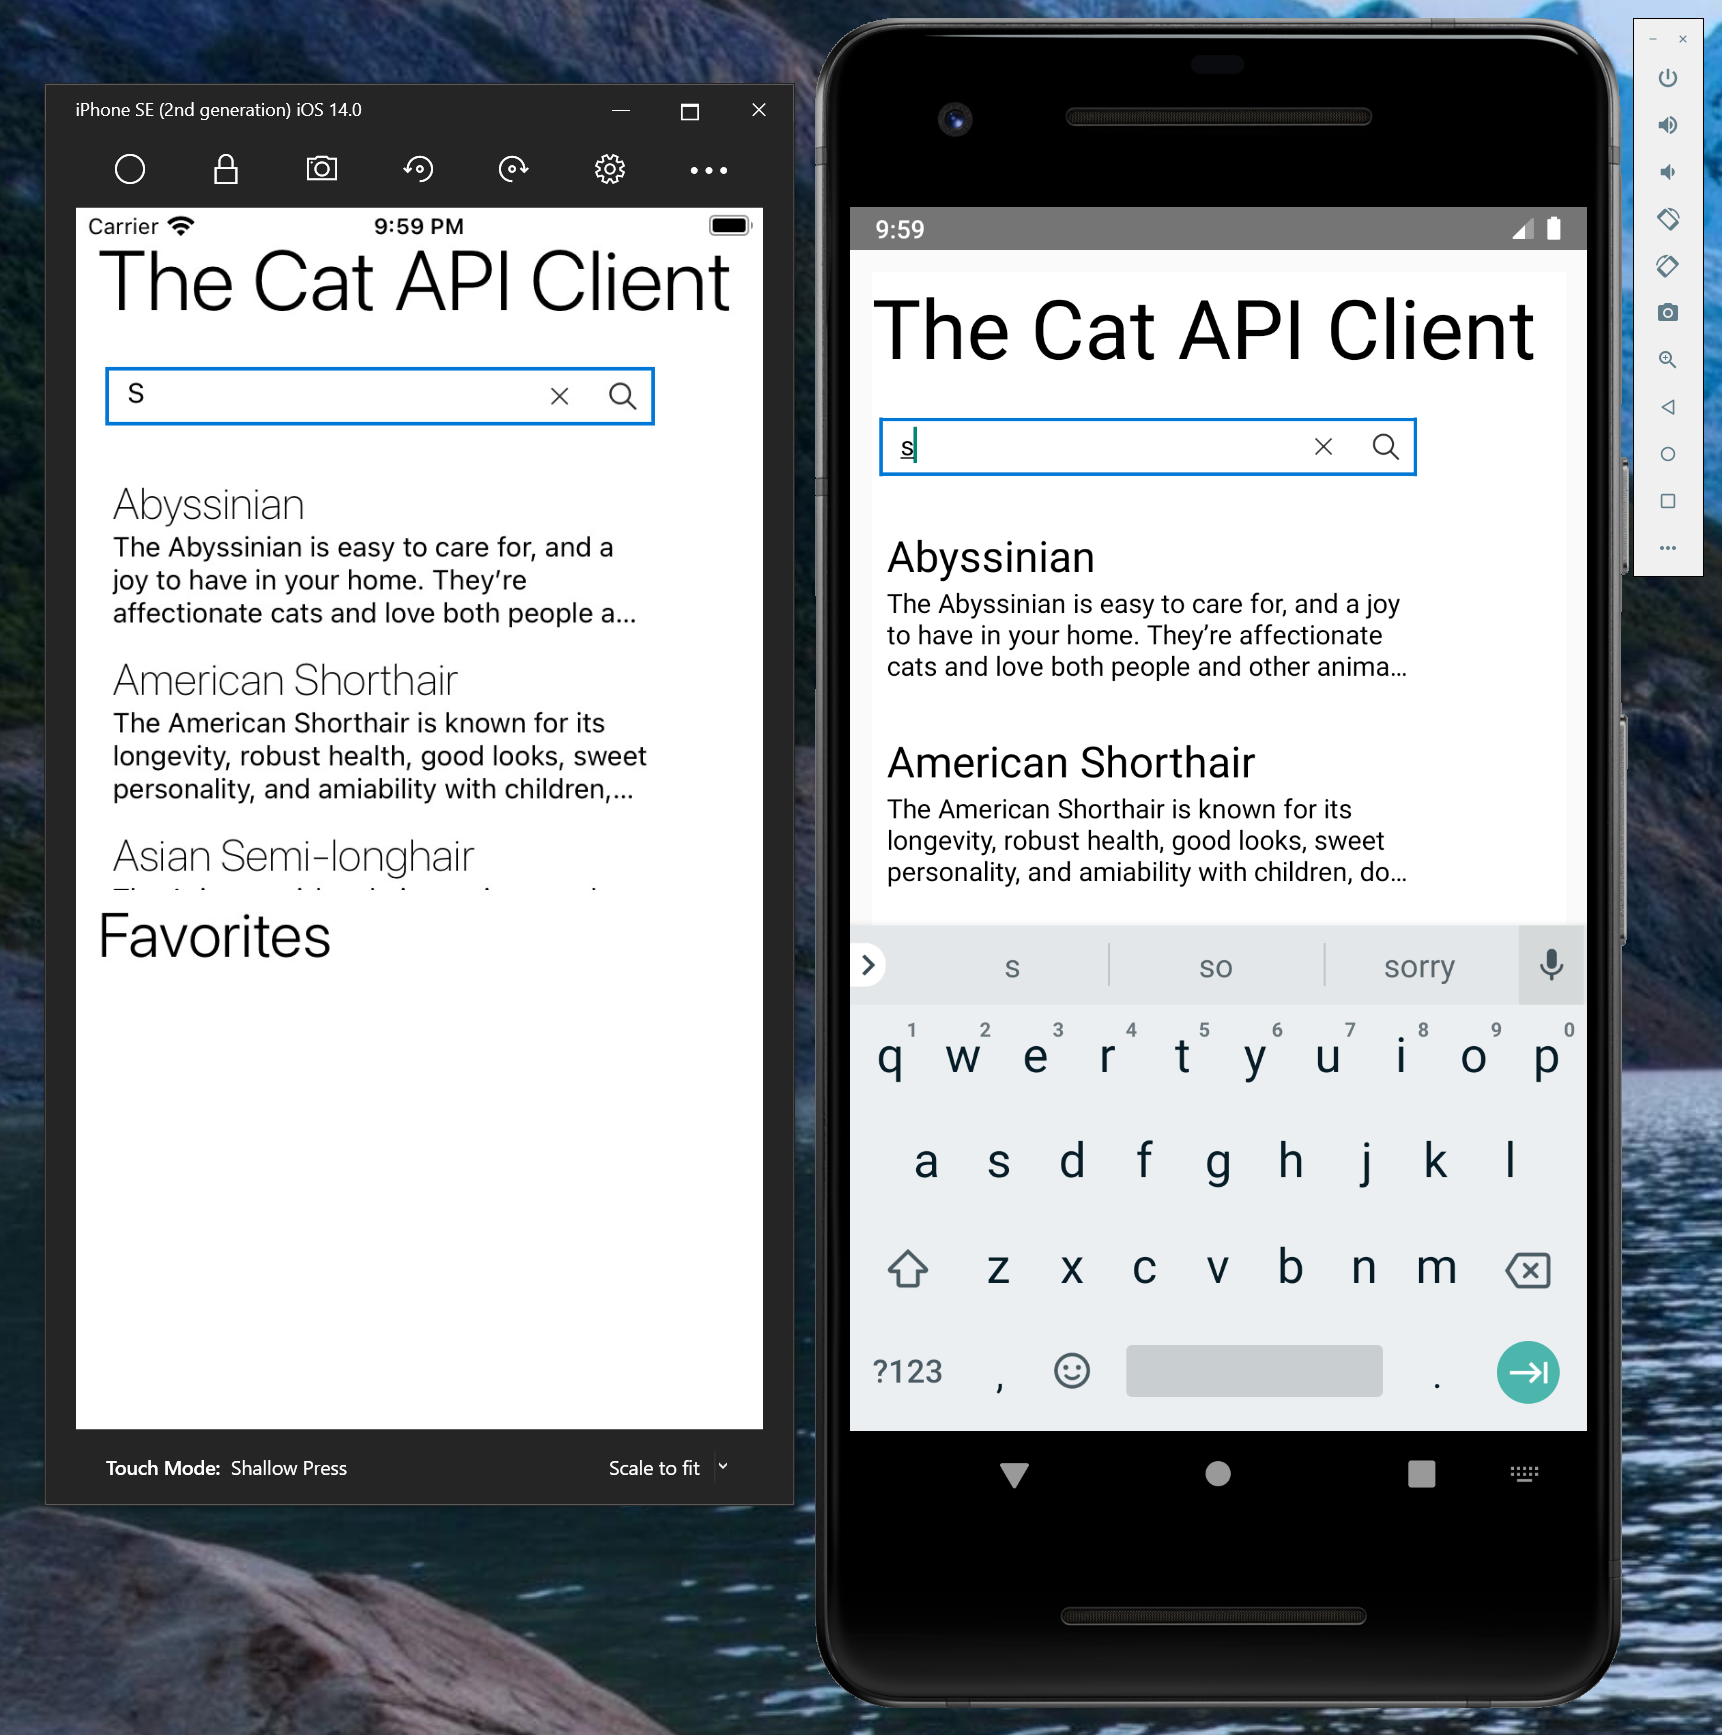 iPhone SE (2nd generation) iOS 14.0
Carrier 9:59 PM
The Cat API Client
S
Abyssinian
The Abyssinian is easy to care for, and a
joy to have in your home. They’re
affectionate cats and love both people a...
American Shorthair
The American Shorthair is known for its
longevity, robust health, good looks, sweet
personality, and amiability with children,...
Asian Semi-longhair
Favorites
Touch Mode: Shallow Press Scale to fit
9:59
The Cat API Client
s
Abyssinian
The Abyssinian is easy to care for, and a joy
to have in your home. They’re affectionate
cats and love both people and other anima...
American Shorthair
The American Shorthair is known for its
longevity, robust health, good looks, sweet
personality, and amiability with children, do...
s so sorry
1 2 3 4 5 6 7 8 9 0
q w e r t y u i o p
a s d f g h j k l
z x c v b n m
?123 , .